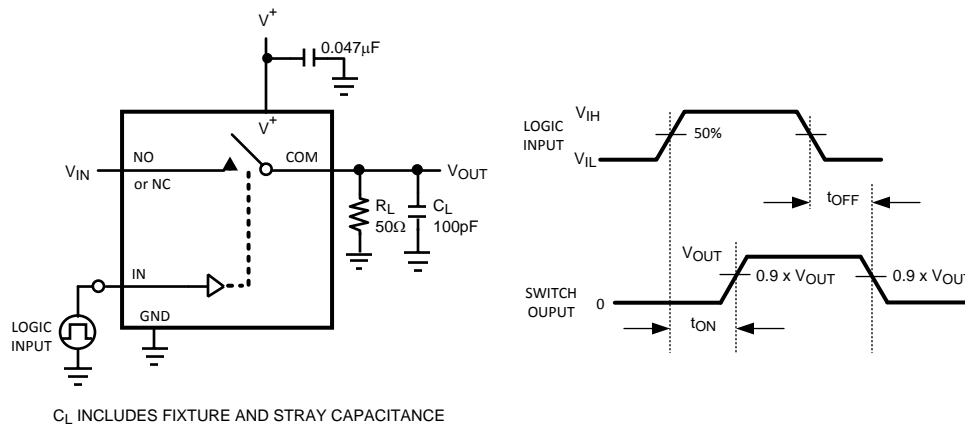 V+
0.047μF
V+
NO
or NC
COM
VIN
VOUT
RL
50Ω
CL
100pF
IN
GND
LOGIC
INPUT
CL INCLUDES FIXTURE AND STRAY CAPACITANCE
LOGIC
INPUT
VIH
VIL
50%
tOFF
VOUT
0.9 x VOUT
0.9 x VOUT
SWITCH
OUPUT
0
tON